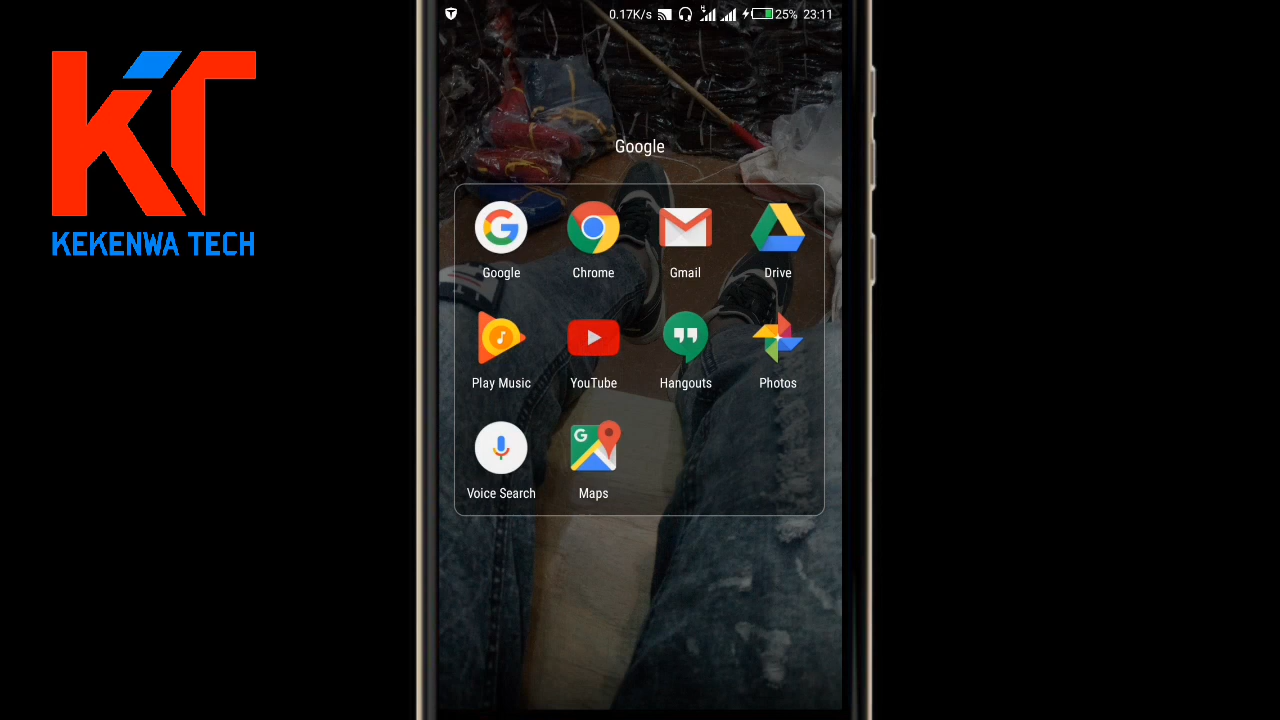 0.17K/s 25% 23:11
KT
KEKENWA TECH
Google
Google Chrome Gmail Drive
Play Music YouTube Hangouts Photos
Voice Search Maps